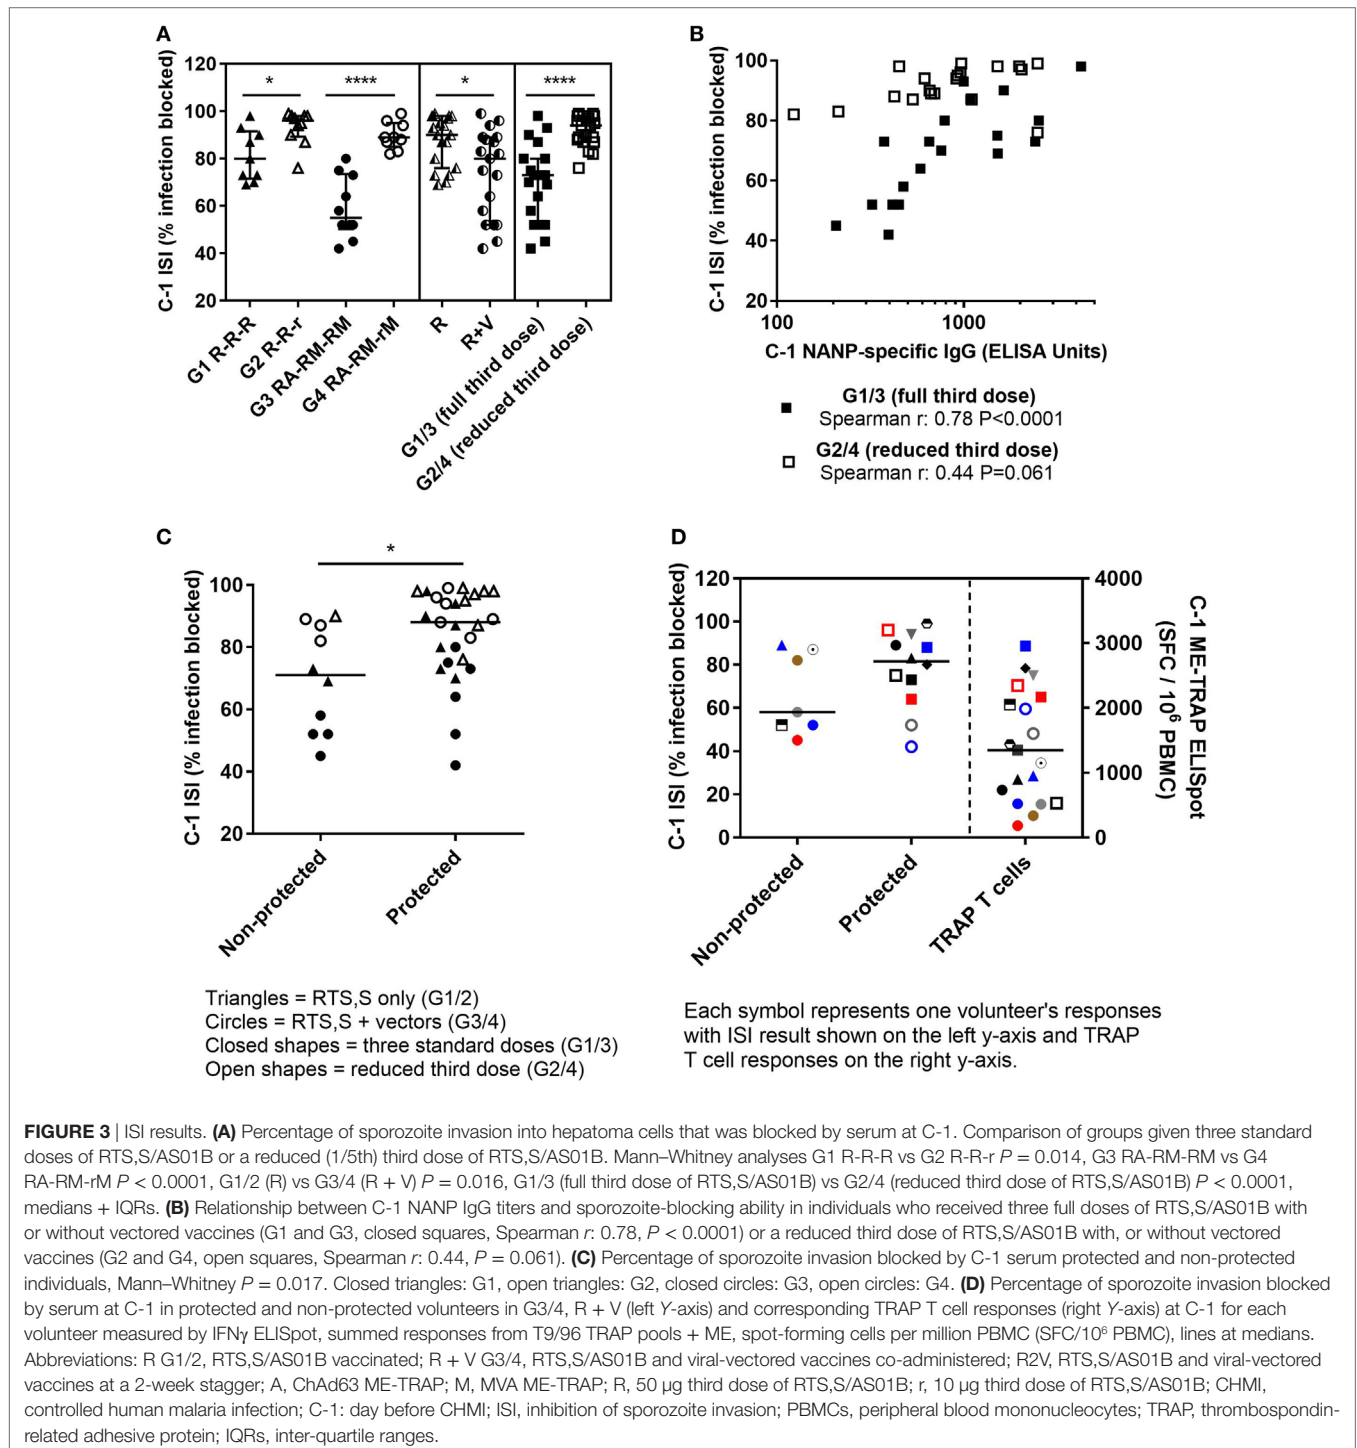 A
C-1 ISI (% infection blocked)
120
100
80
60
40
20
*
****
*
****
G1 R-R-R
G2 R-R-r
G3 RA-RM-RM
G4 RA-RM-rM
R
R+V
G1/3 (full third dose)
G2/4 (reduced third dose)
B
C-1 ISI (% infection blocked)
100
80
60
40
20
100
1000
C-1 NANP-specific IgG (ELISA Units)
G1/3 (full third dose)
Spearman r: 0.78 P<0.0001
G2/4 (reduced third dose)
Spearman r: 0.44 P=0.061
C
C-1 ISI (% infection blocked)
100
80
60
40
20
*
Non-protected
Protected
Triangles = RTS,S only (G1/2)
Circles = RTS,S + vectors (G3/4)
Closed shapes = three standard doses (G1/3)
Open shapes = reduced third dose (G2/4)
D
C-1 ISI (% infection blocked)
120
100
80
60
40
20
0
4000
3000
2000
1000
0
C-1 ME-TRAP ELISpot
(SFC / 10⁶ PBMC)
Non-protected
Protected
TRAP T cells
Each symbol represents one volunteer's responses
with ISI result shown on the left y-axis and TRAP
T cell responses on the right y-axis.
FIGURE 3 | ISI results. (A) Percentage of sporozoite invasion into hepatoma cells that was blocked by serum at C-1. Comparison of groups given three standard
doses of RTS,S/AS01B or a reduced (1/5th) third dose of RTS,S/AS01B. Mann–Whitney analyses G1 R-R-R vs G2 R-R-r P = 0.014, G3 RA-RM-RM vs G4
RA-RM-rM P < 0.0001, G1/2 (R) vs G3/4 (R + V) P = 0.016, G1/3 (full third dose of RTS,S/AS01B) vs G2/4 (reduced third dose of RTS,S/AS01B) P < 0.0001,
medians + IQRs. (B) Relationship between C-1 NANP IgG titers and sporozoite-blocking ability in individuals who received three full doses of RTS,S/AS01B with
or without vectored vaccines (G1 and G3, closed squares, Spearman r: 0.78, P < 0.0001) or a reduced third dose of RTS,S/AS01B with, or without vectored
vaccines (G2 and G4, open squares, Spearman r: 0.44, P = 0.061). (C) Percentage of sporozoite invasion blocked by C-1 serum protected and non-protected
individuals, Mann–Whitney P = 0.017. Closed triangles: G1, open triangles: G2, closed circles: G3, open circles: G4. (D) Percentage of sporozoite invasion blocked
by serum at C-1 in protected and non-protected volunteers in G3/4, R + V (left Y-axis) and corresponding TRAP T cell responses (right Y-axis) at C-1 for each
volunteer measured by IFNγ ELISpot, summed responses from T9/96 TRAP pools + ME, spot-forming cells per million PBMC (SFC/10⁶ PBMC), lines at medians.
Abbreviations: R G1/2, RTS,S/AS01B vaccinated; R + V G3/4, RTS,S/AS01B and viral-vectored vaccines co-administered; R2V, RTS,S/AS01B and viral-vectored
vaccines at a 2-week stagger; A, ChAd63 ME-TRAP; M, MVA ME-TRAP; R, 50 µg third dose of RTS,S/AS01B; r, 10 µg third dose of RTS,S/AS01B; CHMI,
controlled human malaria infection; C-1: day before CHMI; ISI, inhibition of sporozoite invasion; PBMCs, peripheral blood mononucleocytes; TRAP, thrombospondin-
related adhesive protein; IQRs, inter-quartile ranges.